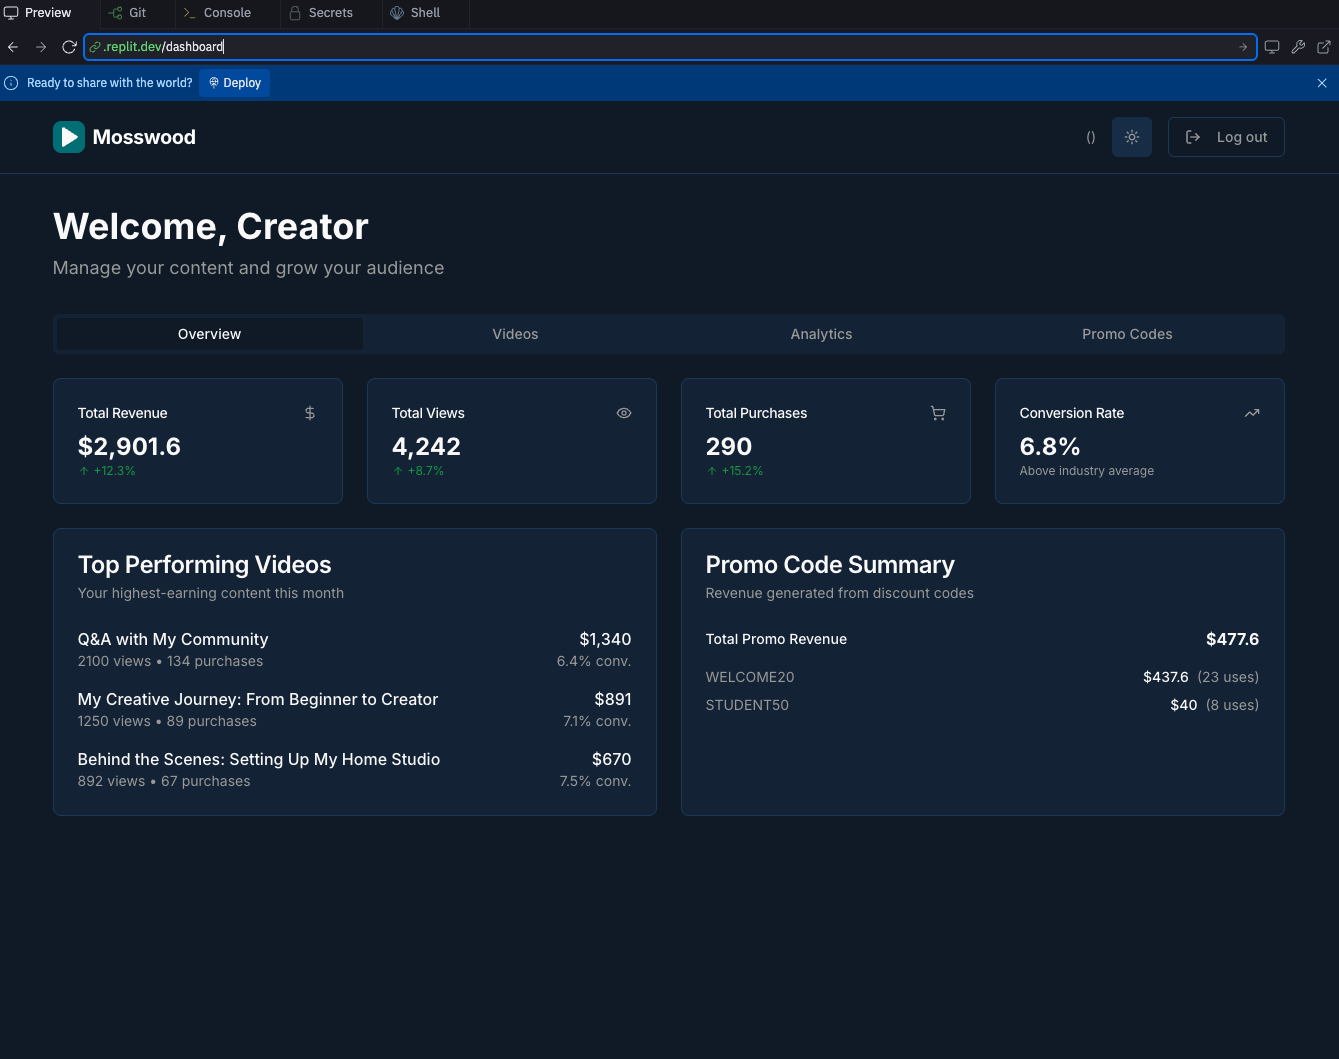 Preview Git Console Secrets Shell
.replit.dev/dashboard
Ready to share with the world? Deploy
Mosswood () Log out
Welcome, Creator
Manage your content and grow your audience
Overview Videos Analytics Promo Codes
Total Revenue
$2,901.6
↑ +12.3%
Total Views
4,242
↑ +8.7%
Total Purchases
290
↑ +15.2%
Conversion Rate
6.8%
Above industry average
Top Performing Videos
Your highest-earning content this month
Q&A with My Community $1,340
2100 views • 134 purchases 6.4% conv.
My Creative Journey: From Beginner to Creator $891
1250 views • 89 purchases 7.1% conv.
Behind the Scenes: Setting Up My Home Studio $670
892 views • 67 purchases 7.5% conv.
Promo Code Summary
Revenue generated from discount codes
Total Promo Revenue $477.6
WELCOME20 $437.6 (23 uses)
STUDENT50 $40 (8 uses)